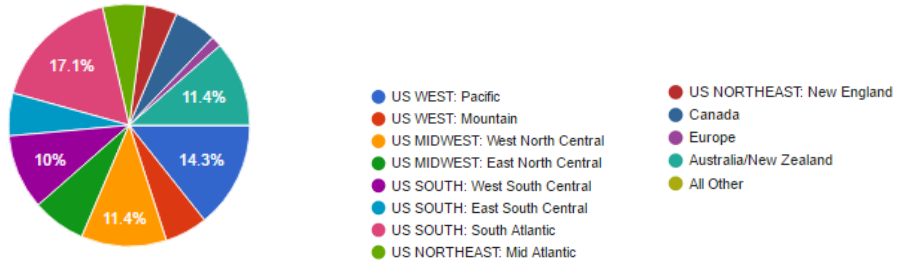 17.1%
11.4%
10%
14.3%
11.4%
US WEST: Pacific
US WEST: Mountain
US MIDWEST: West North Central
US MIDWEST: East North Central
US SOUTH: West South Central
US SOUTH: East South Central
US SOUTH: South Atlantic
US NORTHEAST: Mid Atlantic
US NORTHEAST: New England
Canada
Europe
Australia/New Zealand
All Other